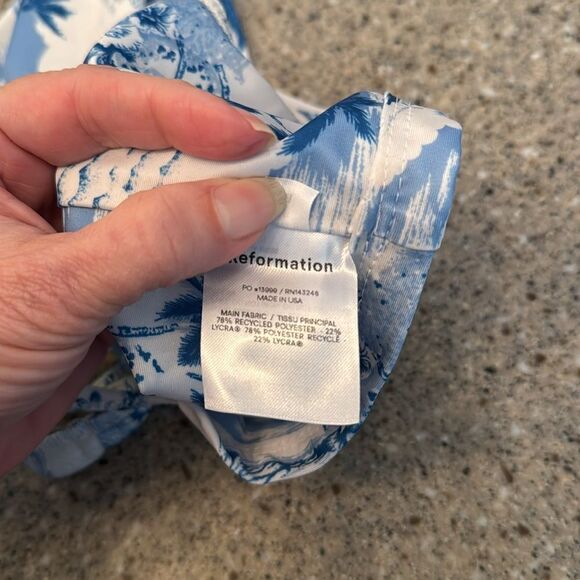 Reformation
PO #15999 / RN143246
MADE IN USA
MAIN FABRIC / TISSU PRINCIPAL
78% RECYCLED POLYESTER - 22%
LYCRA® 78% POLYESTER RECYCLÉ
22% LYCRA®